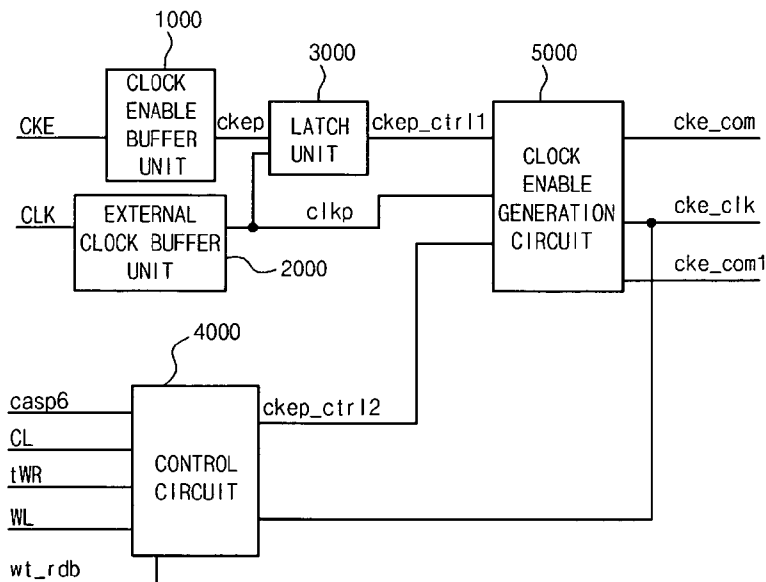 1000
CLOCK
ENABLE
BUFFER
UNIT
CKE
ckep
3000
LATCH
UNIT
ckep_ctrl1
5000
CLOCK
ENABLE
GENERATION
CIRCUIT
cke_com
cke_clk
cke_com1
CLK
EXTERNAL
CLOCK BUFFER
UNIT
clkp
2000
4000
casp6
CL
tWR
WL
wt_rdb
CONTROL
CIRCUIT
ckep_ctrl2